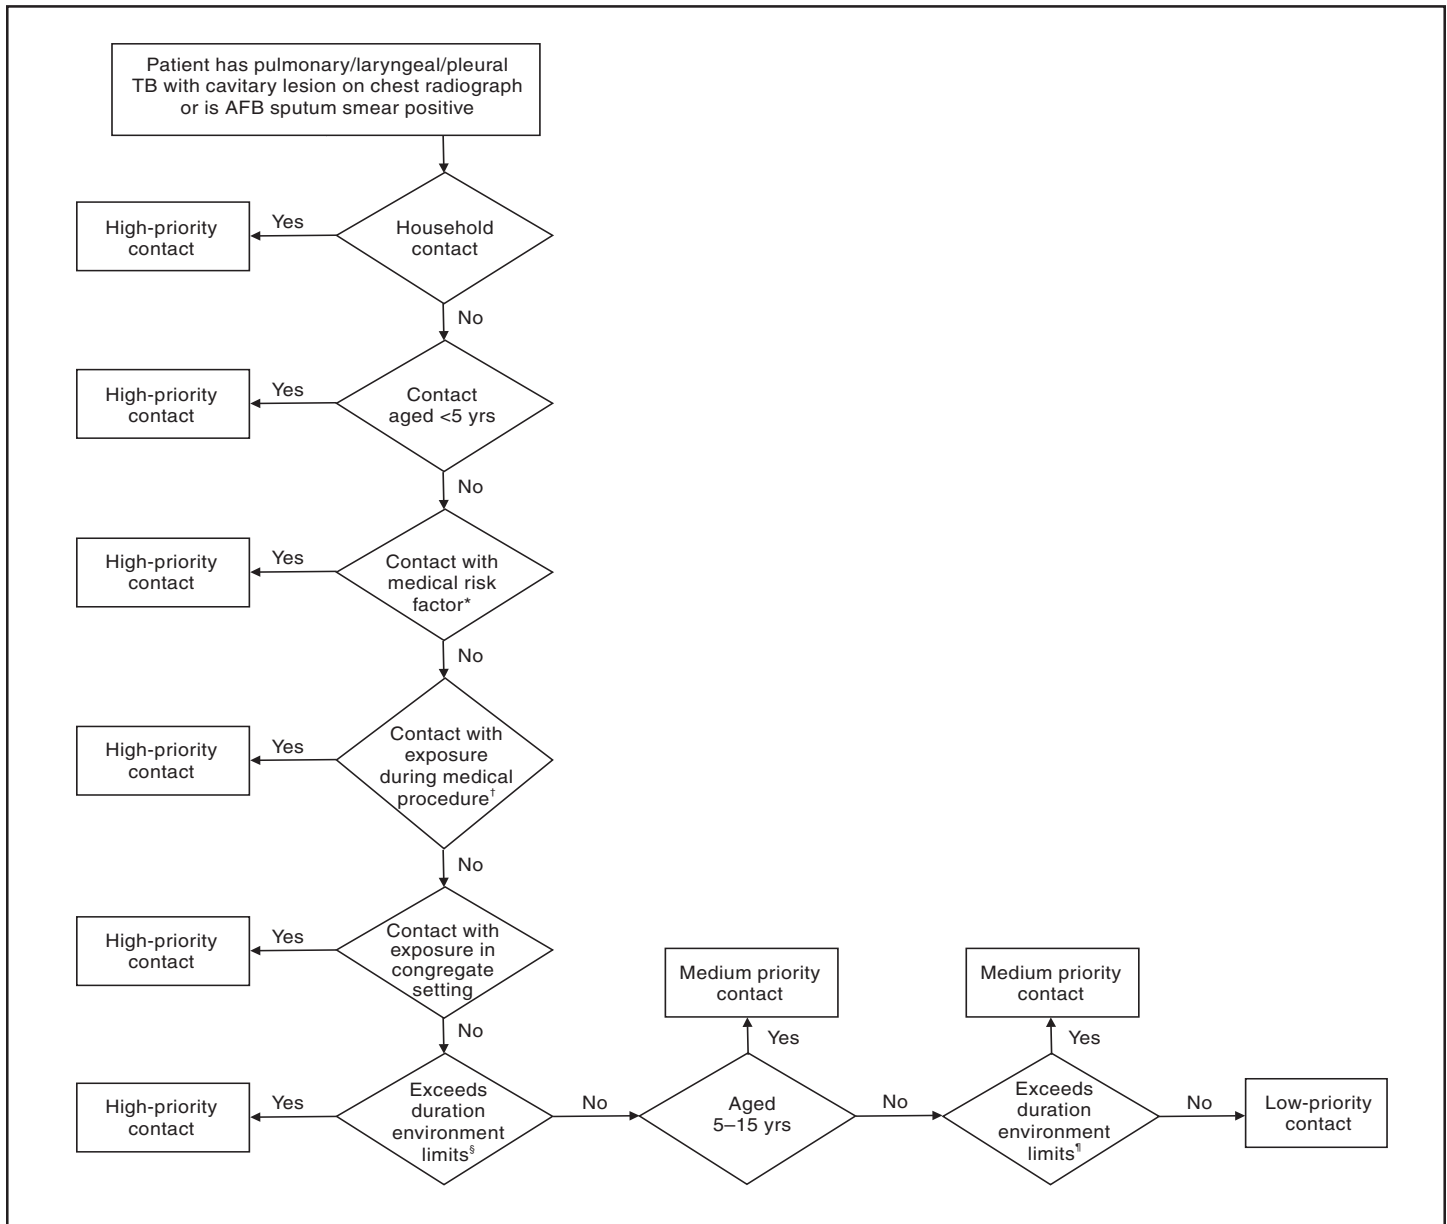 Patient has pulmonary/laryngeal/pleural
TB with cavitary lesion on chest radiograph
or is AFB sputum smear positive
High-priority
contact
Yes
Household
contact
No
High-priority
contact
Yes
Contact
aged <5 yrs
No
High-priority
contact
Yes
Contact with
medical risk
factor*
No
High-priority
contact
Yes
Contact with
exposure
during medical
procedure†
No
High-priority
contact
Yes
Contact with
exposure in
congregate
setting
No
Medium priority
contact
Yes
Medium priority
contact
Yes
High-priority
contact
Yes
Exceeds
duration
environment
limits§
No
Aged
5–15 yrs
No
Exceeds
duration
environment
limits¶
No
Low-priority
contact